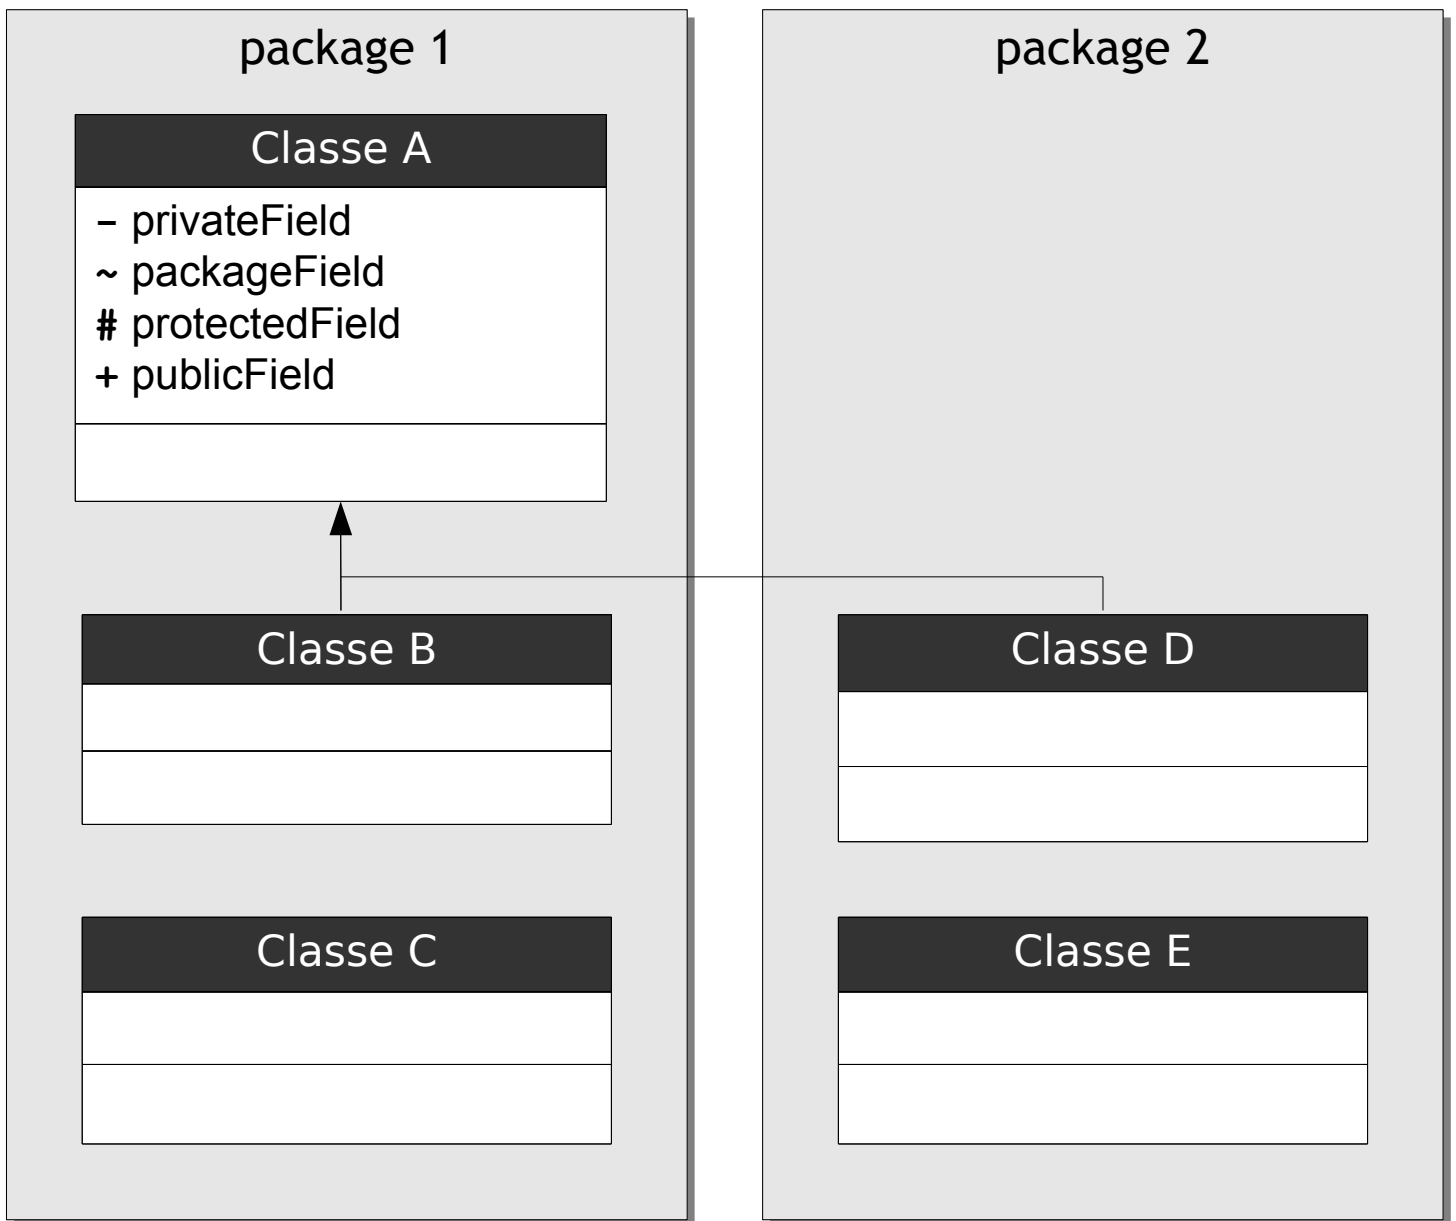 package 1
Classe A
– privateField
~ packageField
# protectedField
+ publicField
Classe B
Classe C
package 2
Classe D
Classe E